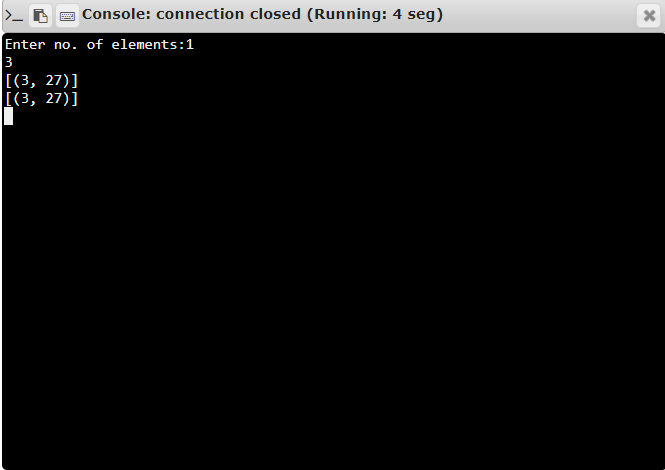 >_ Console: connection closed (Running: 4 seg)
Enter no. of elements:1
3
[(3, 27)]
[(3, 27)]